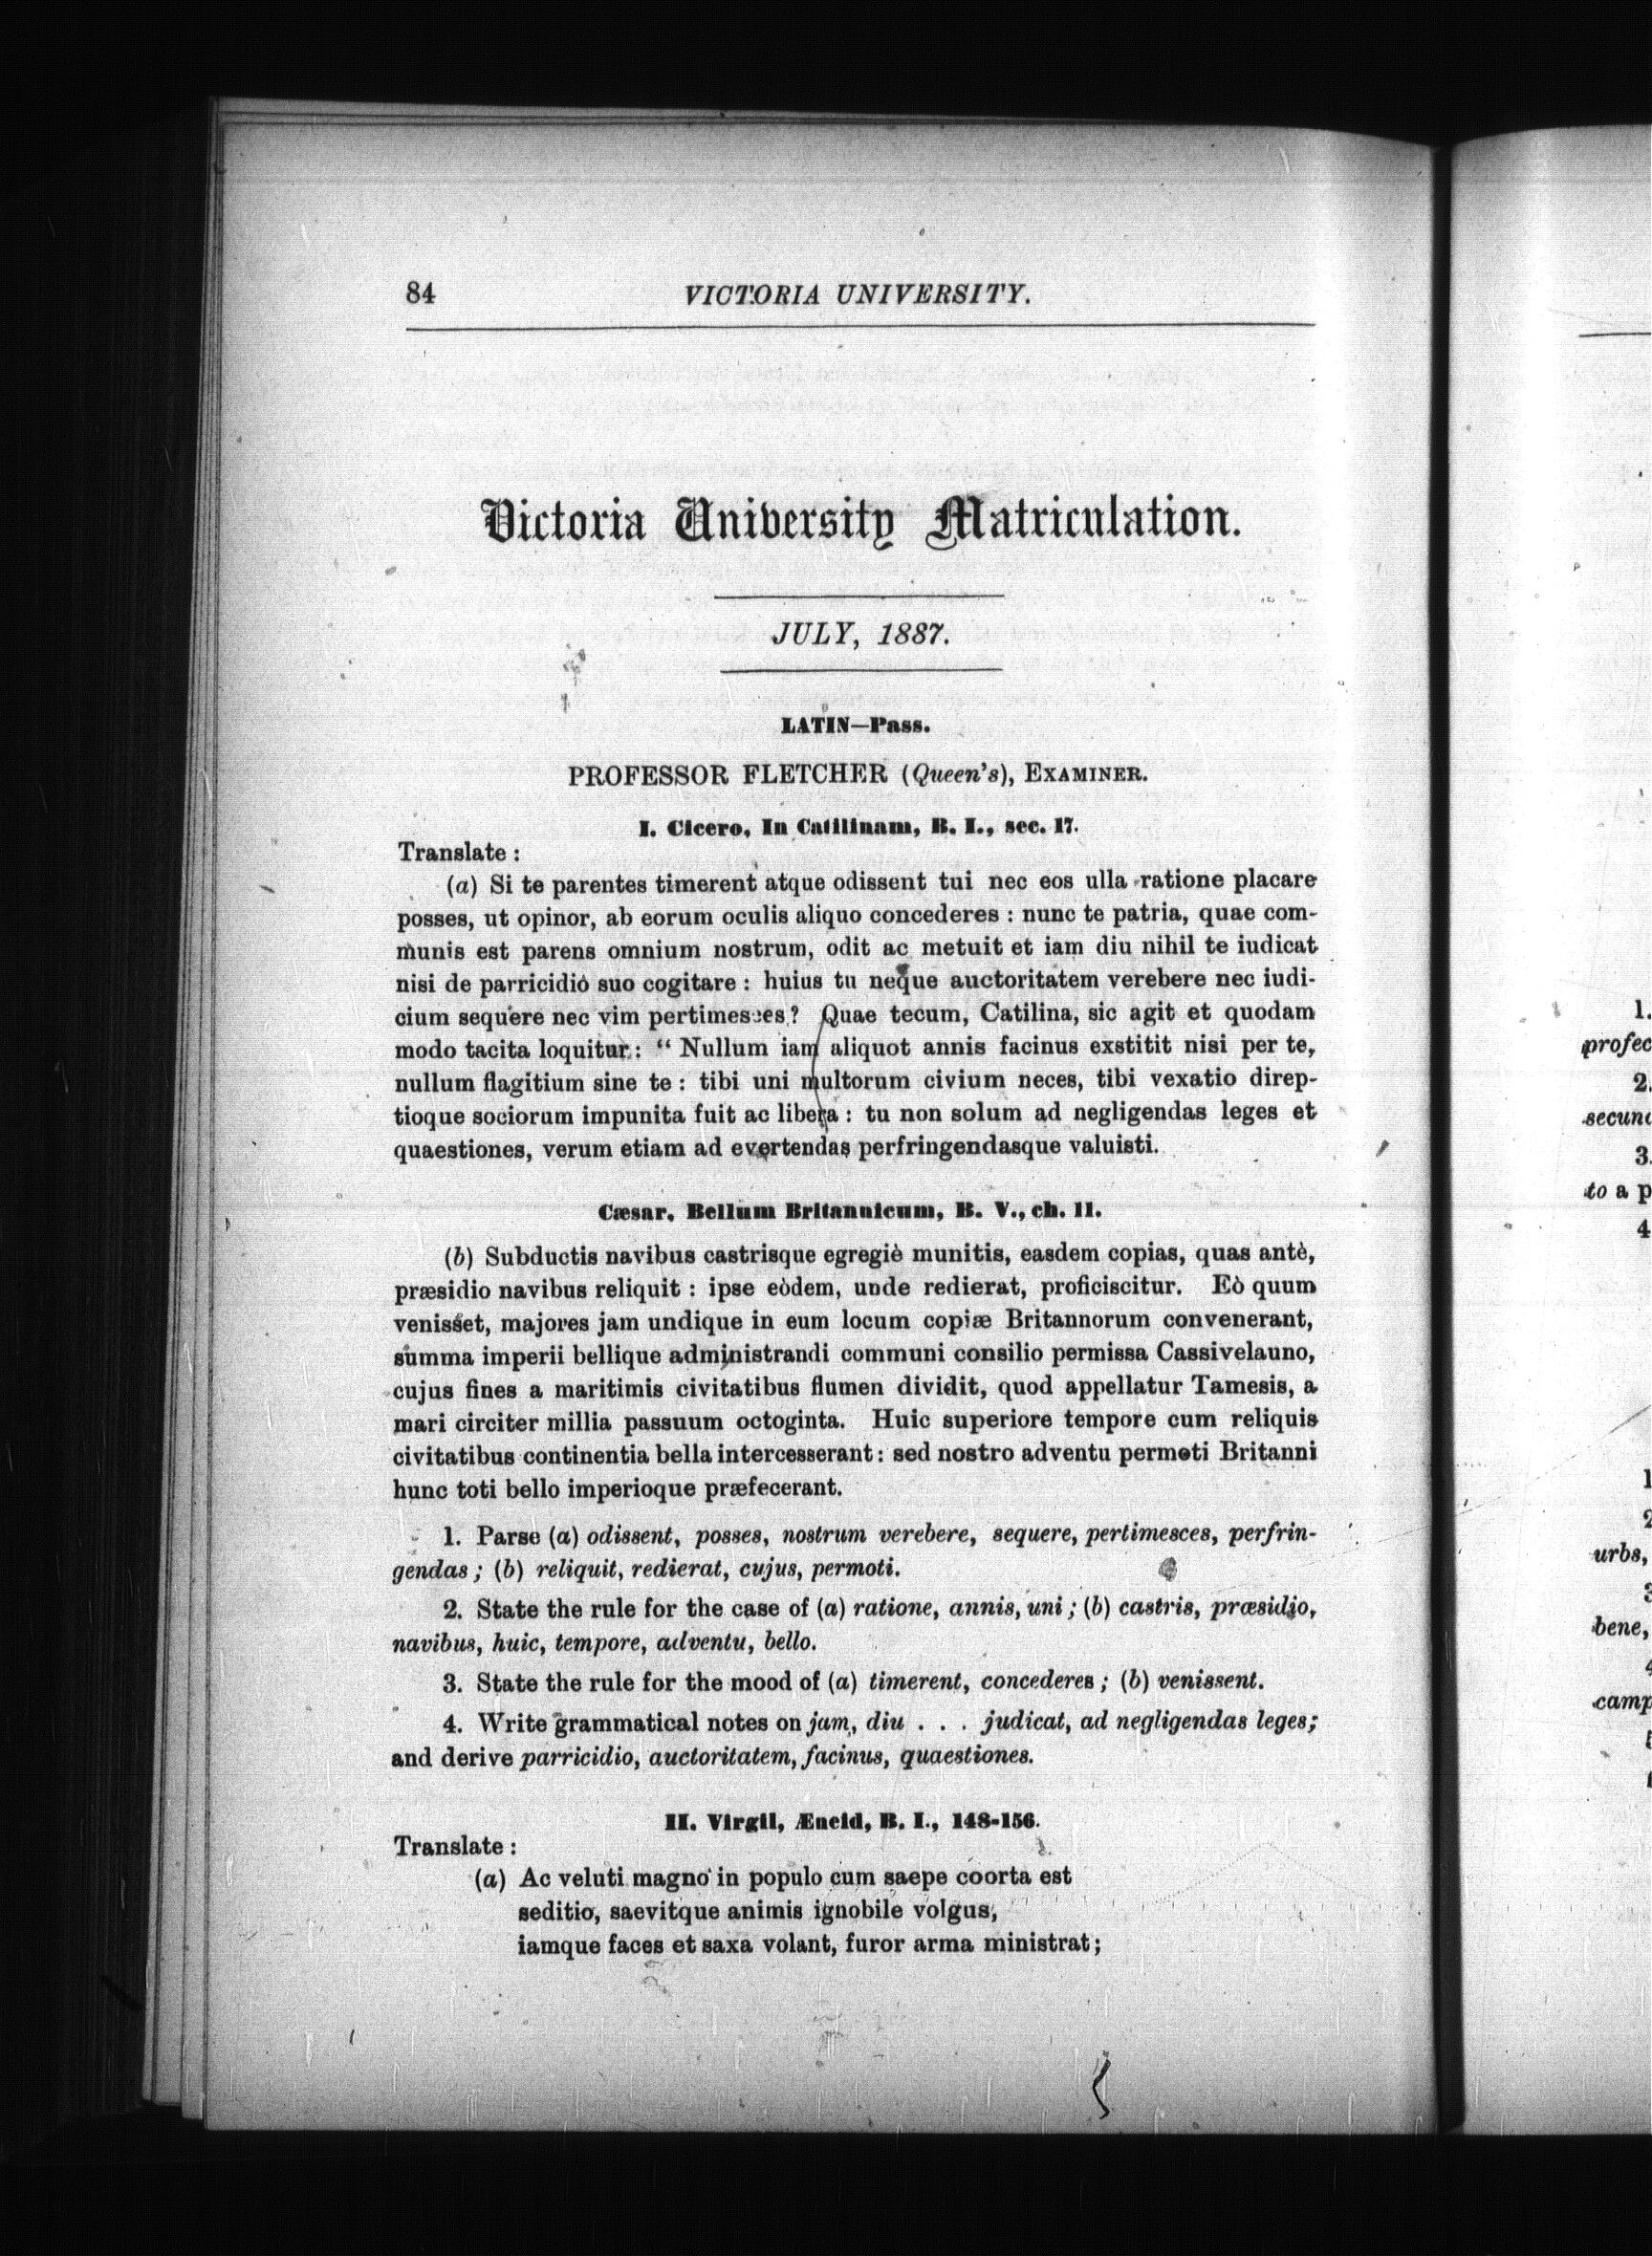 84 VICTORIA UNIVERSITY.
Victoria University Matriculation.
JULY, 1887.
LATIN—Pass.
PROFESSOR FLETCHER (Queen's), EXAMINER.
I. Cicero, In Catilinam, B. I., sec. 17.
Translate :
(a) Si te parentes timerent atque odissent tui nec eos ulla ratione placare
posses, ut opinor, ab eorum oculis aliquo concederes : nunc te patria, quae com-
munis est parens omnium nostrum, odit ac metuit et iam diu nihil te iudicat
nisi de parricidio suo cogitare : huius tu neque auctoritatem verebere nec iudi-
cium sequere nec vim pertimesces ? Quae tecum, Catilina, sic agit et quodam
modo tacita loquitur : “ Nullum iam aliquot annis facinus exstitit nisi per te,
nullum flagitium sine te : tibi uni multorum civium neces, tibi vexatio direp-
tioque sociorum impunita fuit ac libera : tu non solum ad negligendas leges et
quaestiones, verum etiam ad evertendas perfringendasque valuisti.
Cæsar, Bellum Britannicum, B. V., ch. 11.
(b) Subductis navibus castrisque egregiè munitis, easdem copias, quas antè,
præsidio navibus reliquit : ipse eòdem, unde redierat, proficiscitur. Eò quum
venisset, majores jam undique in eum locum copiæ Britannorum convenerant,
summa imperii bellique administrandi communi consilio permissa Cassivelauno,
cujus fines a maritimis civitatibus flumen dividit, quod appellatur Tamesis, a
mari circiter millia passuum octoginta. Huic superiore tempore cum reliquis
civitatibus continentia bella intercesserant : sed nostro adventu permoti Britanni
hunc toti bello imperioque præfecerant.
1. Parse (a) odissent, posses, nostrum verebere, sequere, pertimesces, perfrin-
gendas ; (b) reliquit, redierat, cujus, permoti.
2. State the rule for the case of (a) ratione, annis, uni ; (b) castris, præsidio,
navibus, huic, tempore, adventu, bello.
3. State the rule for the mood of (a) timerent, concederes ; (b) venissent.
4. Write grammatical notes on jam, diu . . . judicat, ad negligendas leges;
and derive parricidio, auctoritatem, facinus, quaestiones.
II. Virgil, Æneid, B. I., 148-156.
Translate :
(a) Ac veluti magno in populo cum saepe coorta est
seditio, saevitque animis ignobile volgus,
iamque faces et saxa volant, furor arma ministrat;
1.
profec
2.
secund
3.
to a p
4
1
2
urbs,
3
bene,
4
camp